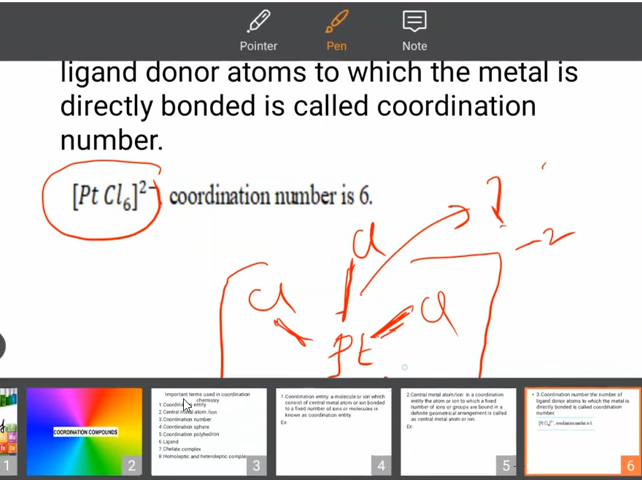 Pointer
Pen
Note
ligand donor atoms to which the metal is
directly bonded is called coordination
number.
[Pt Cl₆]²⁻, coordination number is 6.
?
-2
Cl
Cl
Cl
Pt
1
COORDINATION COMPOUNDS
2
Important terms used in coordination
chemistry
1.Coordination entity
2.Central metal atom /ion
3.Coordination number
4.Coordination sphere
5.Coordination polyhedron
6.Ligand
7.Chelate complex
8.Homoleptic and heteroleptic complex
3
1.Coordination entity: a molecule or ion which
consist of central metal atom or ion bonded
to a fixed number of ions or molecules is
known as coordination entity.
Ex:
4
2.Central metal atom/ion: in a coordination
entity the atom or ion to which a fixed
number of ions or groups are bound in a
definite geometrical arrangement is called
as central metal atom or ion.
Ex:
5
3.Coordination number:the number of
ligand donor atoms to which the metal is
directly bonded is called coordination
number.
[Pt Cl₆]²⁻, coordination number is 6.
6